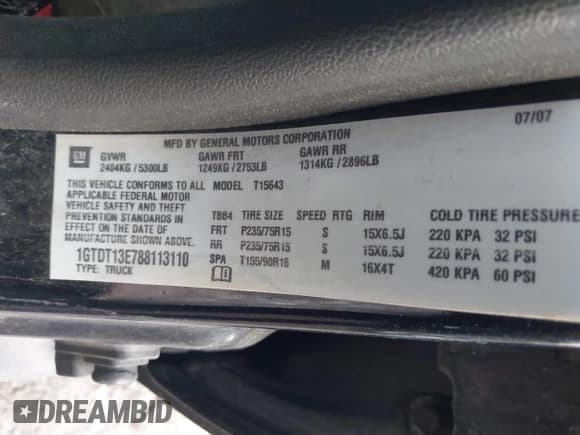 07/07
MFD BY GENERAL MOTORS CORPORATION
GM GVWR GAWR FRT GAWR RR
2404KG / 5300LB 1249KG / 2753LB 1314KG / 2896LB
THIS VEHICLE CONFORMS TO ALL MODEL T15643
APPLICABLE FEDERAL MOTOR
VEHICLE SAFETY AND THEFT
PREVENTION STANDARDS IN
EFFECT ON THE DATE OF
MANUFACTURE SHOWN ABOVE.
1GTDT13E788113110
TYPE: TRUCK
TBB4 TIRE SIZE SPEED RTG RIM COLD TIRE PRESSURE
FRT P235/75R15 S 15X6.5J 220 KPA 32 PSI
RR P235/75R15 S 15X6.5J 220 KPA 32 PSI
SPA T155/90R16 M 16X4T 420 KPA 60 PSI
DREAMBID